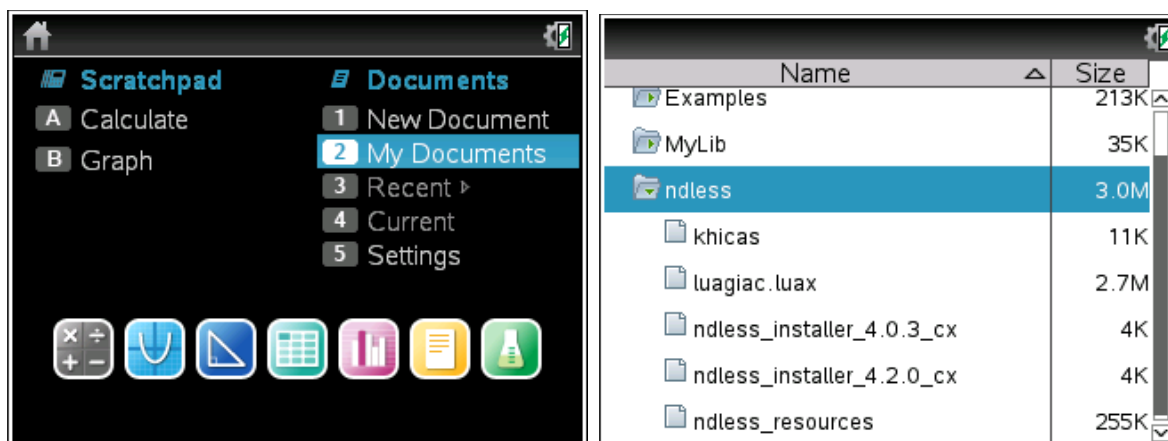 Scratchpad
A Calculate
B Graph
Documents
1 New Document
2 My Documents
3 Recent ▹
4 Current
5 Settings
Name Size
Examples 213K
MyLib 35K
ndless 3.0M
khicas 11K
luagiac.luax 2.7M
ndless_installer_4.0.3_cx 4K
ndless_installer_4.2.0_cx 4K
ndless_resources 255K